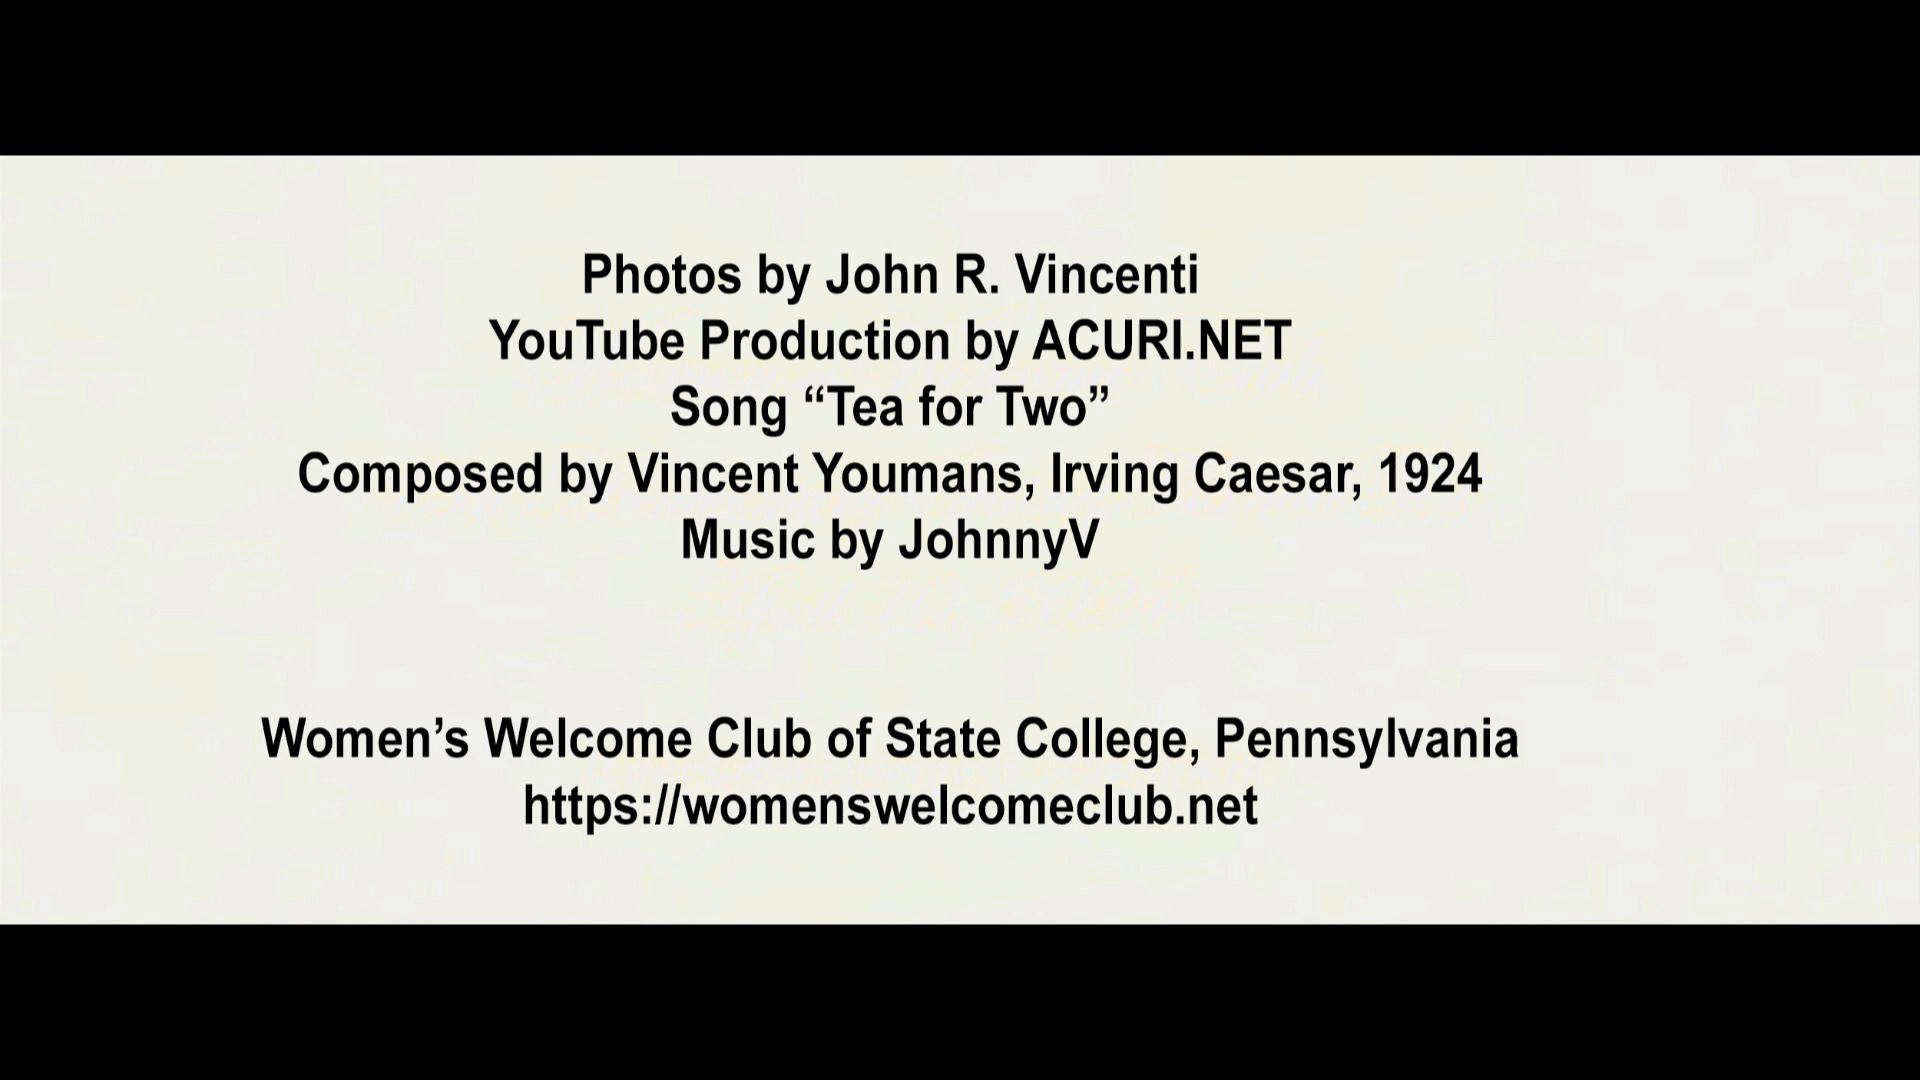 Photos by John R. Vincenti
YouTube Production by ACURI.NET
Song “Tea for Two”
Composed by Vincent Youmans, Irving Caesar, 1924
Music by JohnnyV
Women’s Welcome Club of State College, Pennsylvania
https://womenswelcomeclub.net